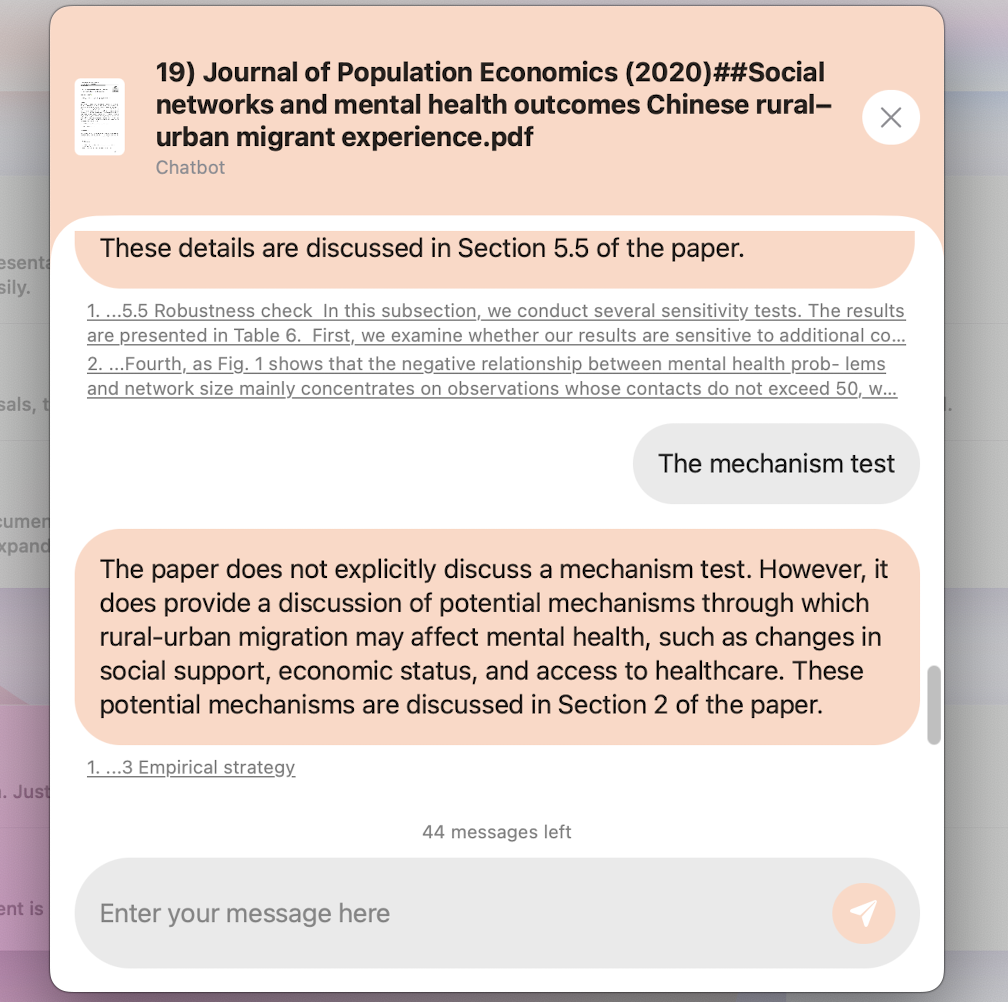 19) Journal of Population Economics (2020)##Social
networks and mental health outcomes Chinese rural–
urban migrant experience.pdf
Chatbot
These details are discussed in Section 5.5 of the paper.
1. ...5.5 Robustness check  In this subsection, we conduct several sensitivity tests. The results
are presented in Table 6.  First, we examine whether our results are sensitive to additional co...
2. ...Fourth, as Fig. 1 shows that the negative relationship between mental health prob- lems
and network size mainly concentrates on observations whose contacts do not exceed 50, w...
The mechanism test
The paper does not explicitly discuss a mechanism test. However, it
does provide a discussion of potential mechanisms through which
rural-urban migration may affect mental health, such as changes in
social support, economic status, and access to healthcare. These
potential mechanisms are discussed in Section 2 of the paper.
1. ...3 Empirical strategy
44 messages left
Enter your message here
sily.
. Just
ent is